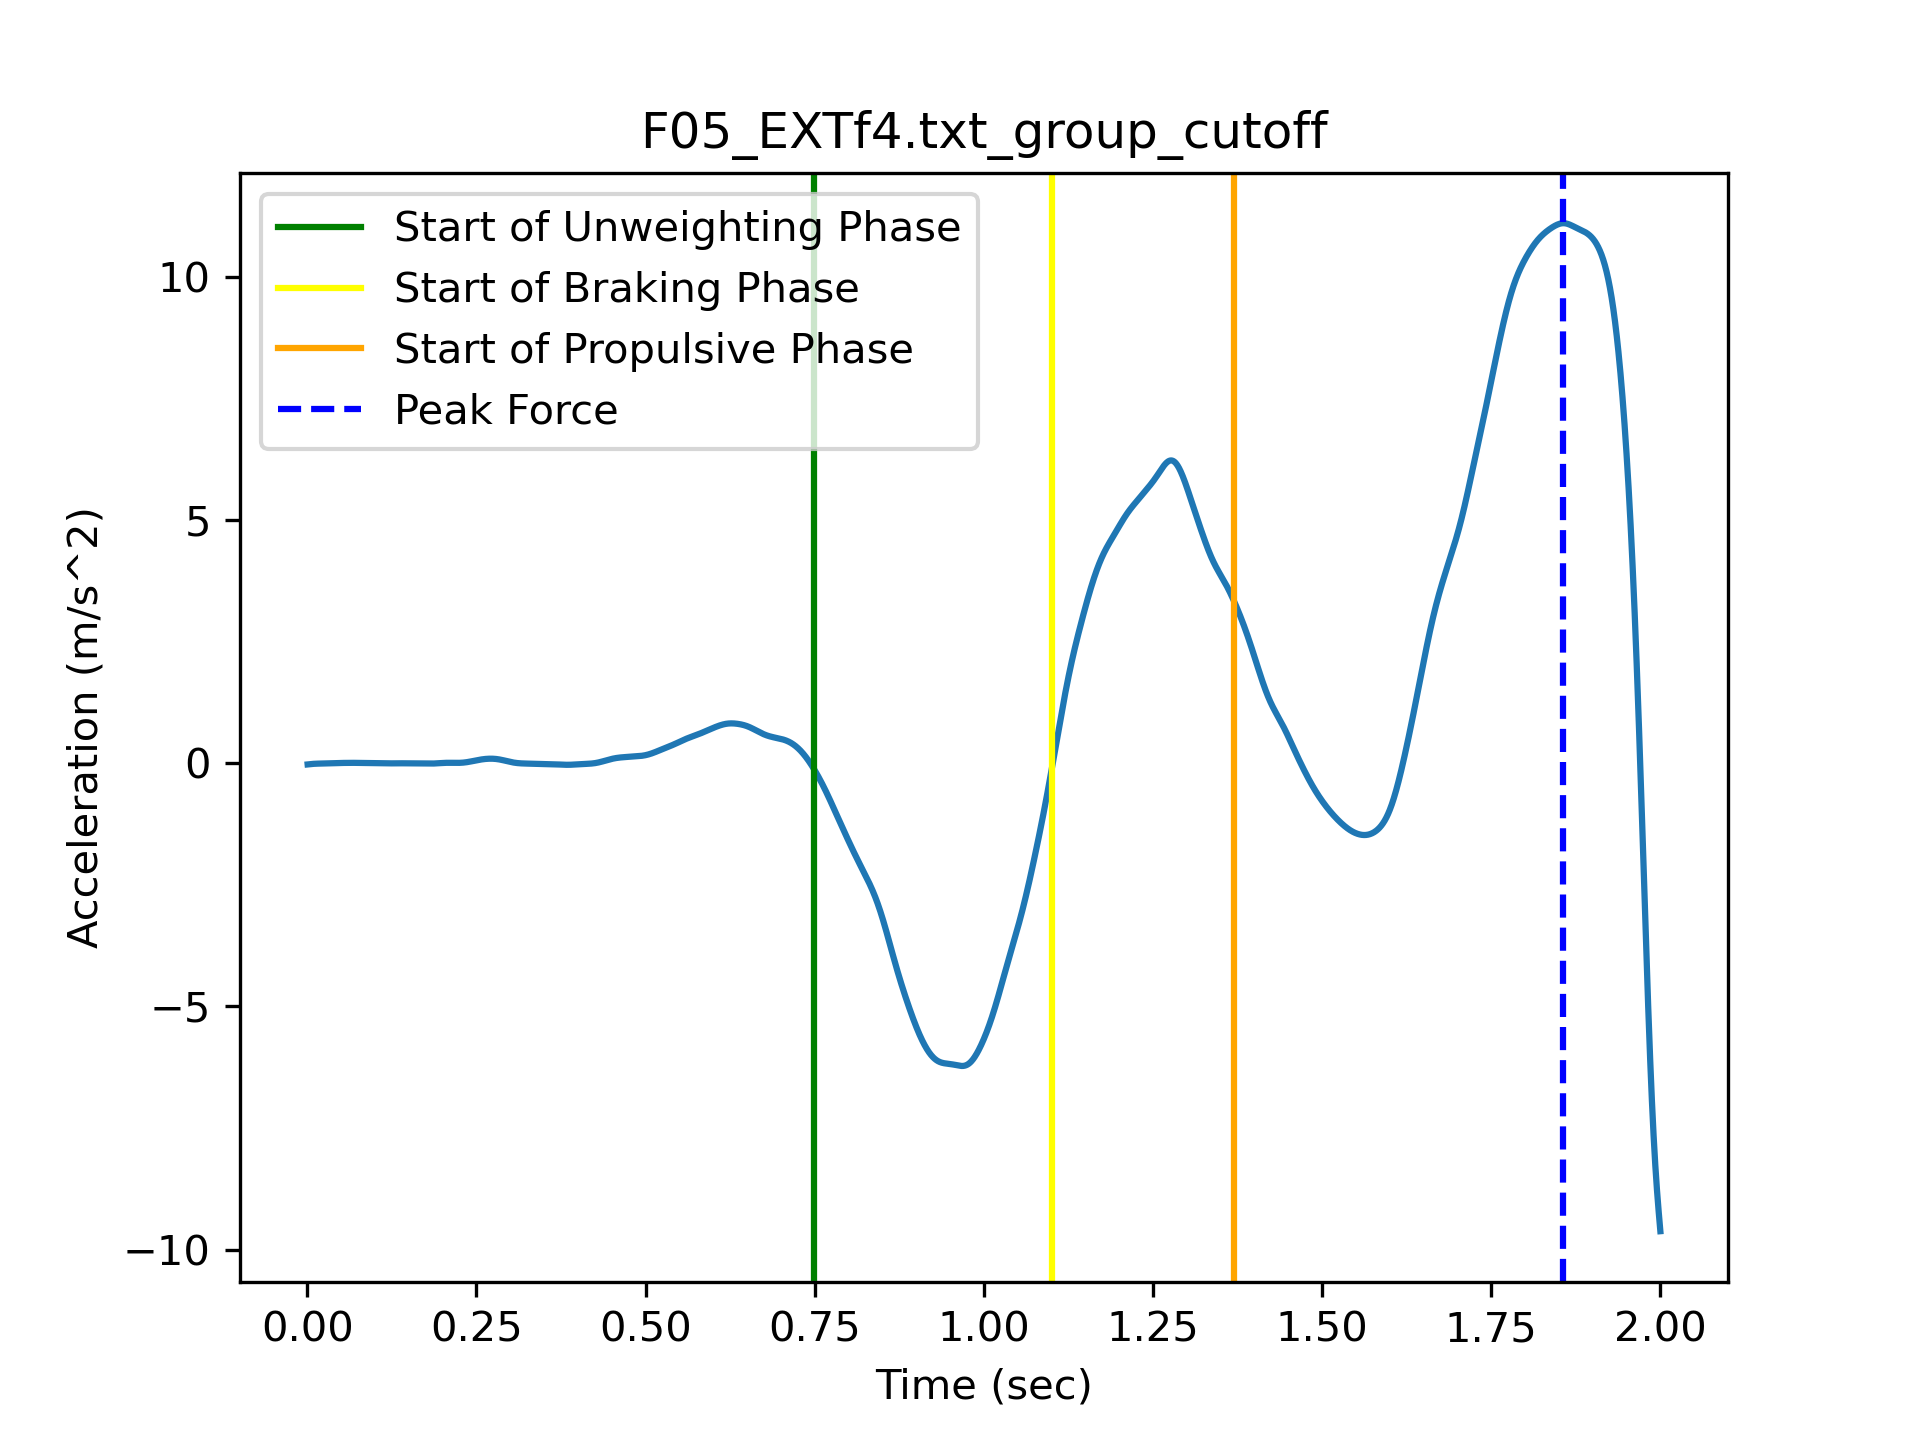 F05_EXTf4.txt_group_cutoff
Start of Unweighting Phase
Start of Braking Phase
Start of Propulsive Phase
Peak Force
Acceleration (m/s^2)
10
5
0
−5
−10
0.00 0.25 0.50 0.75 1.00 1.25 1.50 1.75 2.00
Time (sec)